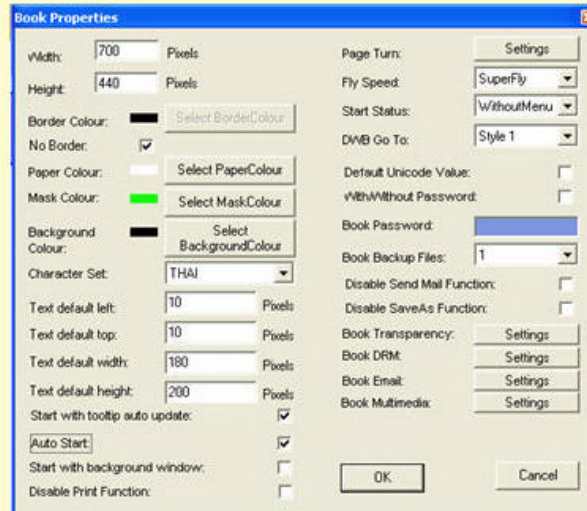 Book Properties
Width: 700 Pixels
Height: 440 Pixels
Border Colour: Select BorderColour
No Border:
Paper Colour: Select PaperColour
Mask Colour: Select MaskColour
Background Colour: Select BackgroundColour
Character Set: THAI
Text default left: 10 Pixels
Text default top: 10 Pixels
Text default width: 180 Pixels
Text default height: 200 Pixels
Start with tooltip auto update:
Auto Start:
Start with background window:
Disable Print Function:
Page Turn: Settings
Fly Speed: SuperFly
Start Status: WithoutMenu
DWB Go To: Style 1
Default Unicode Value:
With/Without Password:
Book Password:
Book Backup Files: 1
Disable Send Mail Function:
Disable SaveAs Function:
Book Transparency: Settings
Book DRM: Settings
Book Email: Settings
Book Multimedia: Settings
OK Cancel